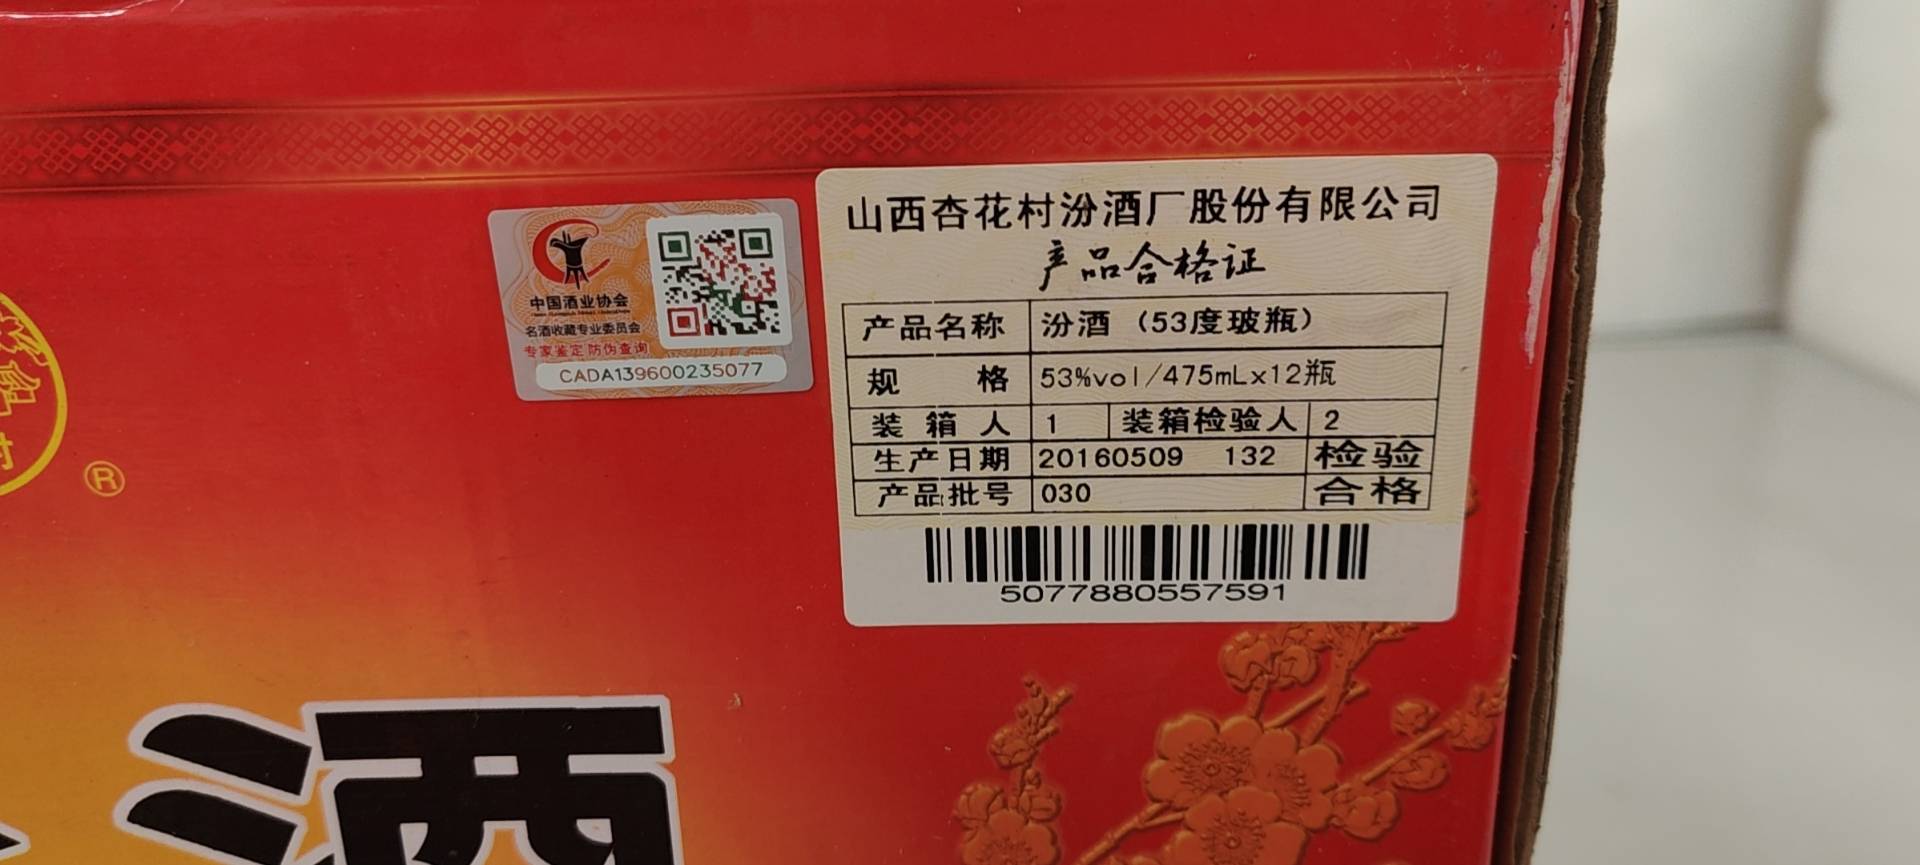 山西杏花村汾酒厂股份有限公司
产品合格证
产品名称 汾酒（53度玻瓶）
规 格 53%vol/475mLx12瓶
装 箱 人 1 装箱检验人 2
生产日期 20160509 132 检验
产品批号 030 合格
5077880557591
中国酒业协会
名酒收藏专业委员会
专家鉴定 防伪查询
CADA139600235077
®
酒